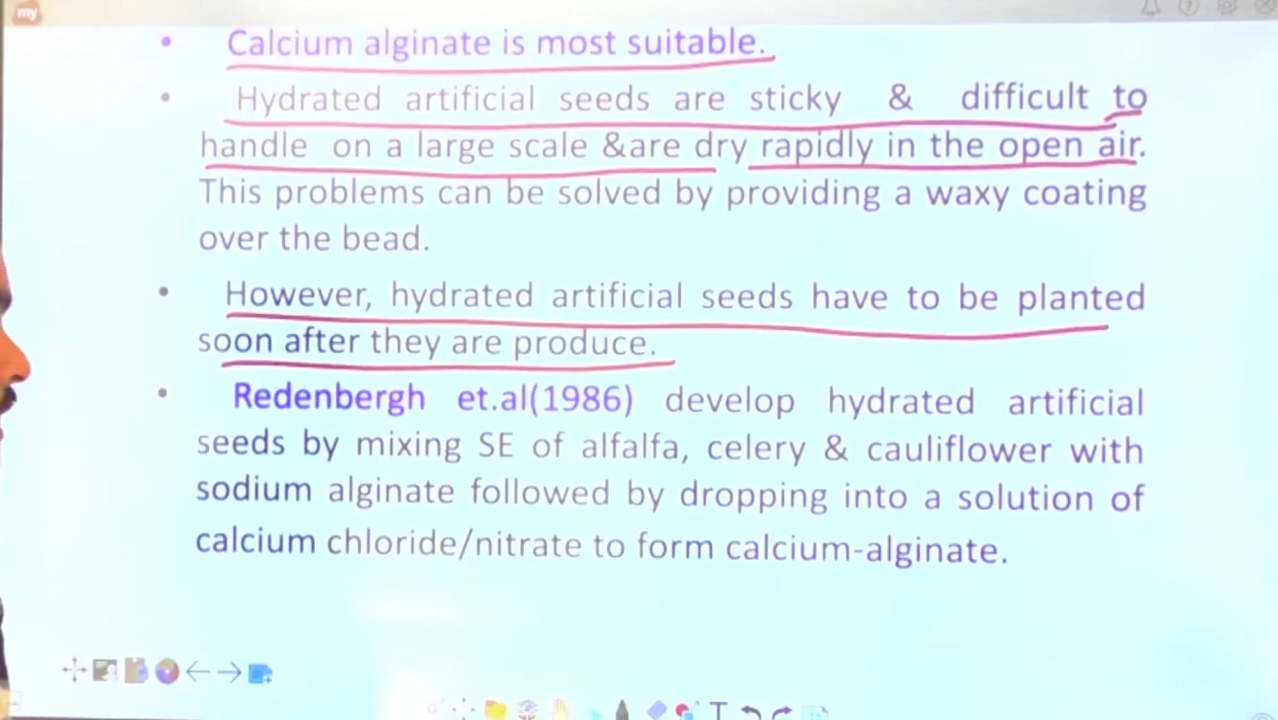 my
• Calcium alginate is most suitable.
• Hydrated artificial seeds are sticky & difficult to
handle on a large scale &are dry rapidly in the open air.
This problems can be solved by providing a waxy coating
over the bead.
• However, hydrated artificial seeds have to be planted
soon after they are produce.
• Redenbergh et.al(1986) develop hydrated artificial
seeds by mixing SE of alfalfa, celery & cauliflower with
sodium alginate followed by dropping into a solution of
calcium chloride/nitrate to form calcium-alginate.